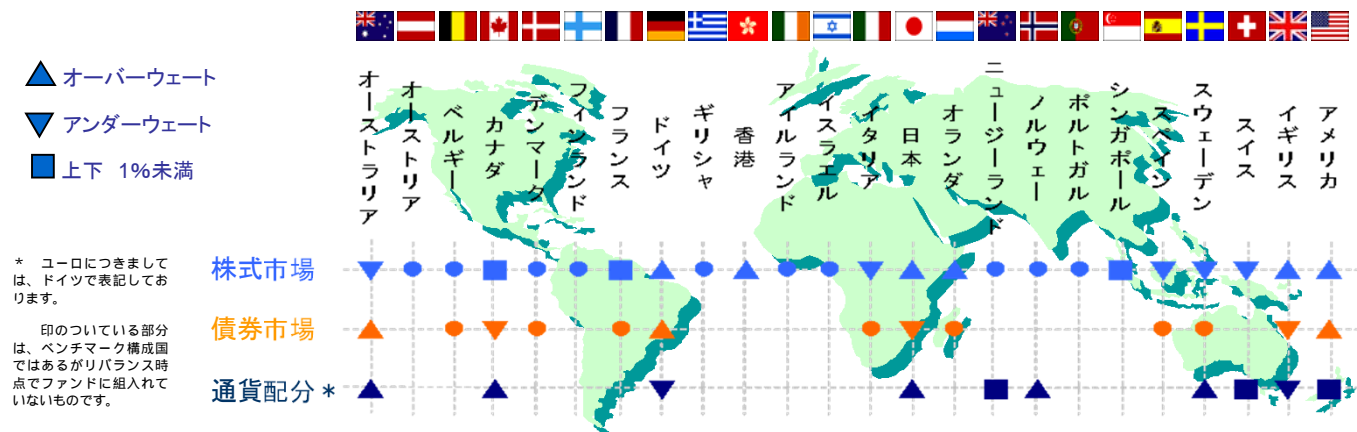 オーバーウェート
アンダーウェート
上下 1%未満
オーストラリア
オーストリア
ベルギー
カナダ
デンマーク
フィンランド
フランス
ドイツ
ギリシャ
香港
アイルランド
イスラエル
イタリア
日本
オランダ
ニュージーランド
ノルウェー
ポルトガル
シンガポール
スペイン
スウェーデン
スイス
イギリス
アメリカ
* ユーロにつきまして
は、ドイツで表記してお
ります。
印のついている部分
は、ベンチマーク構成国
ではあるがリバランス時
点でファンドに組入れて
いないものです。
株式市場
債券市場
通貨配分*